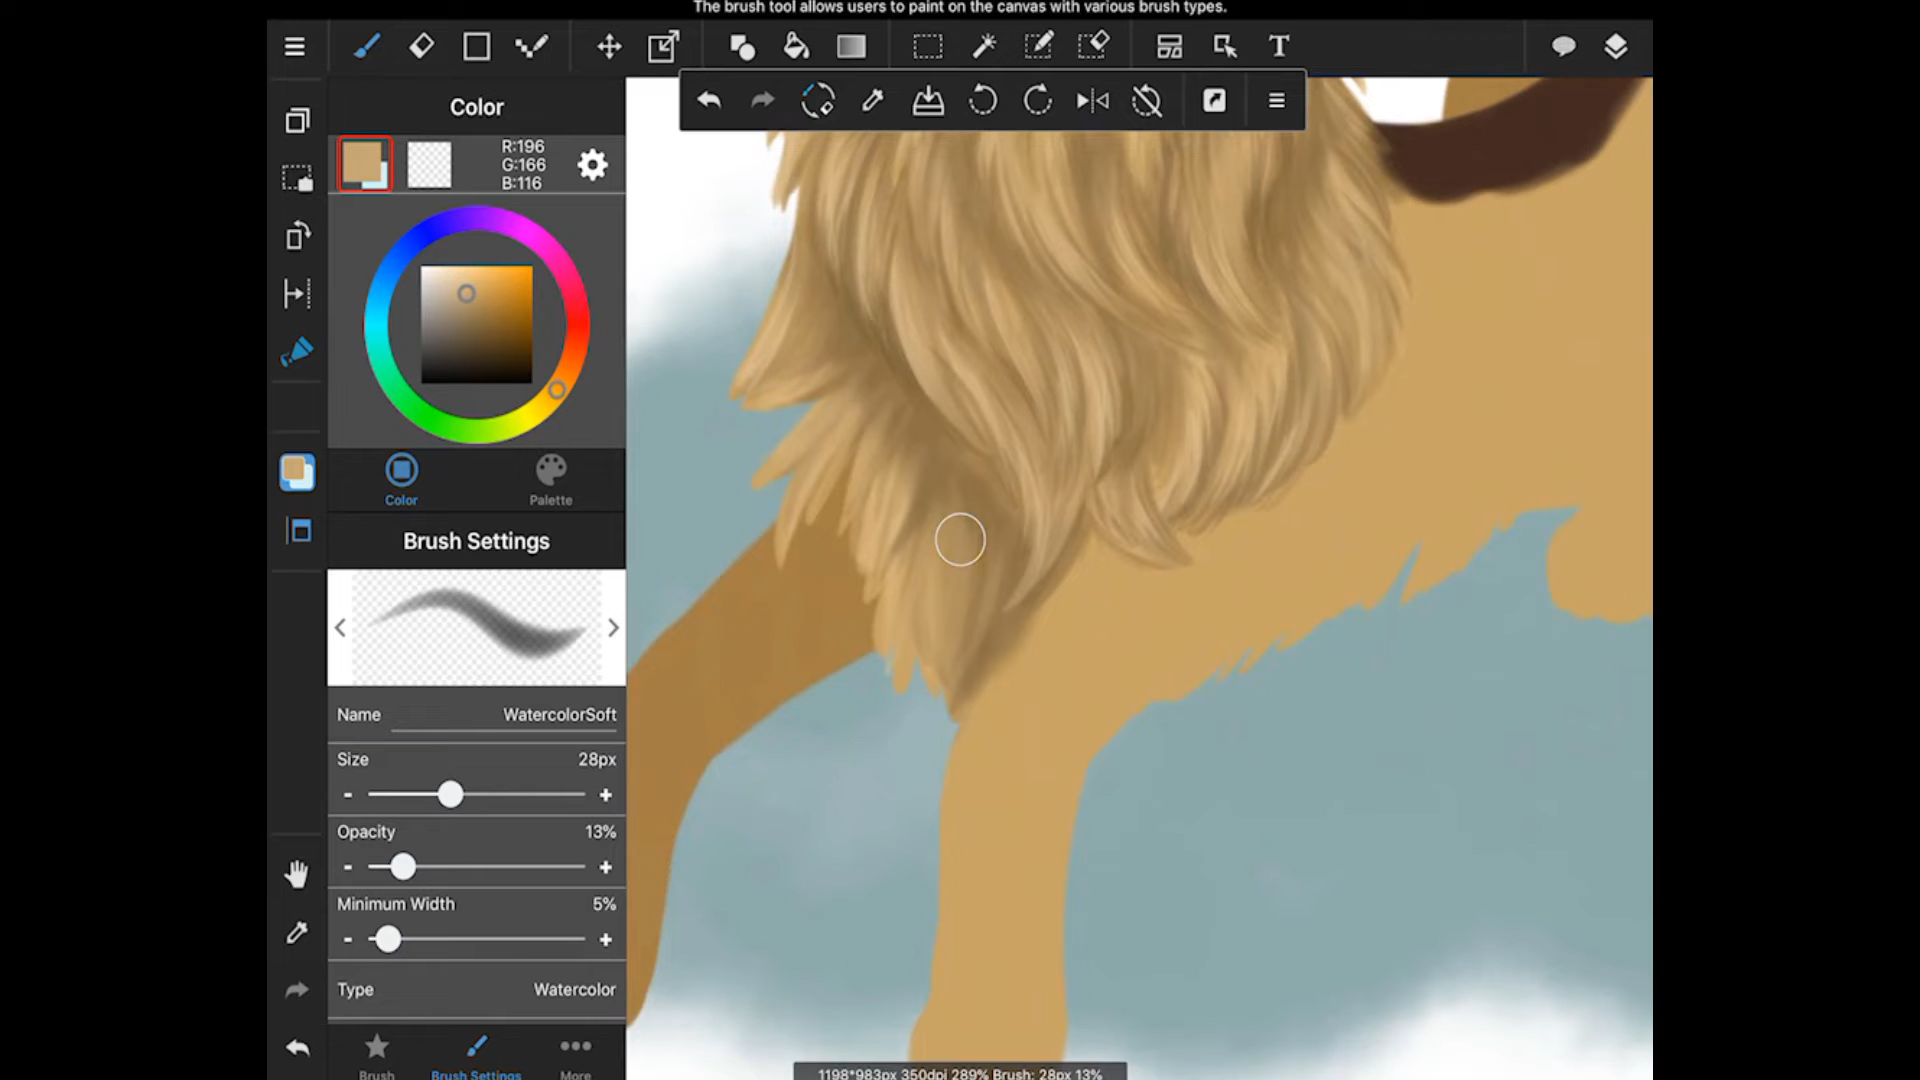 The brush tool allows users to paint on the canvas with various brush types.
T
Color
R:196
G:166
B:116
Color
Palette
Brush Settings
Name WatercolorSoft
Size 28px
- +
Opacity 13%
- +
Minimum Width 5%
- +
Type Watercolor
Brush Brush Settings More
1198*983px 350dpi 289% Brush: 28px 13%